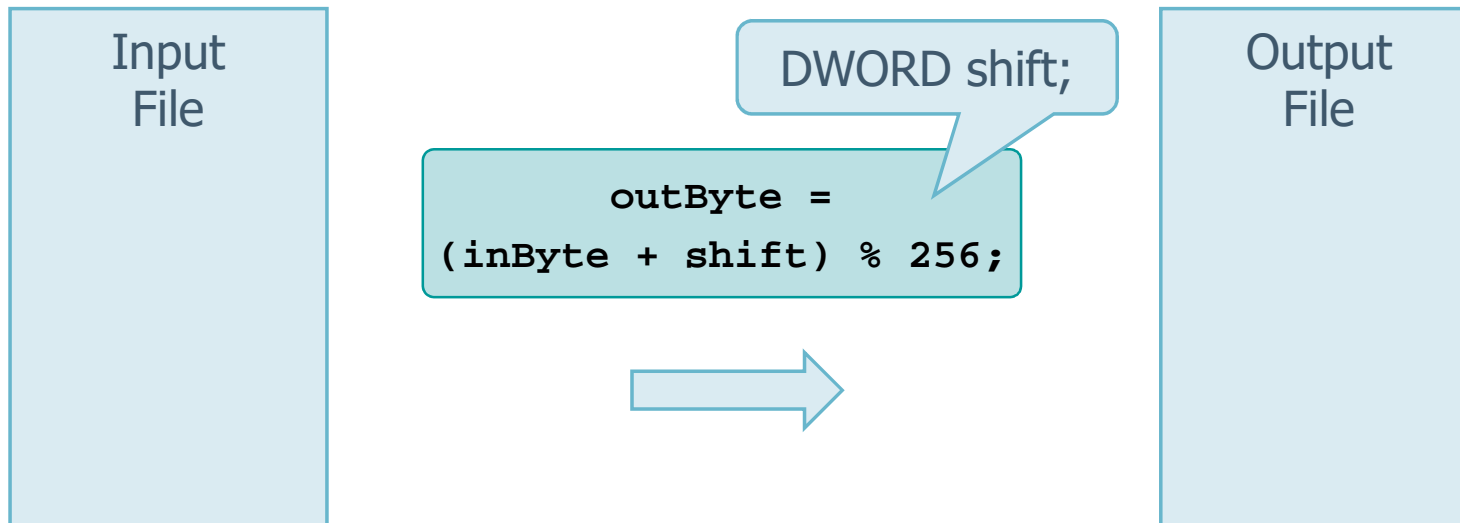 Input
File
DWORD shift;
outByte =
(inByte + shift) % 256;
Output
File